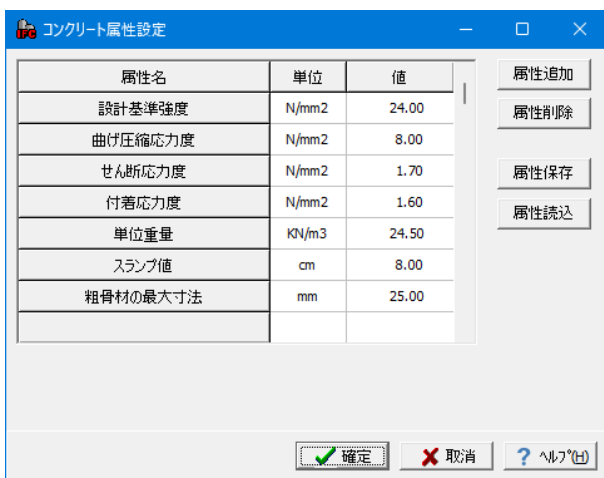 コンクリート属性設定
属性名 単位 値
設計基準強度 N/mm2 24.00
曲げ圧縮応力度 N/mm2 8.00
せん断応力度 N/mm2 1.70
付着応力度 N/mm2 1.60
単位重量 KN/m3 24.50
スランプ値 cm 8.00
粗骨材の最大寸法 mm 25.00
属性追加
属性削除
属性保存
属性読込
確定 取消 ? ヘルプ(H)